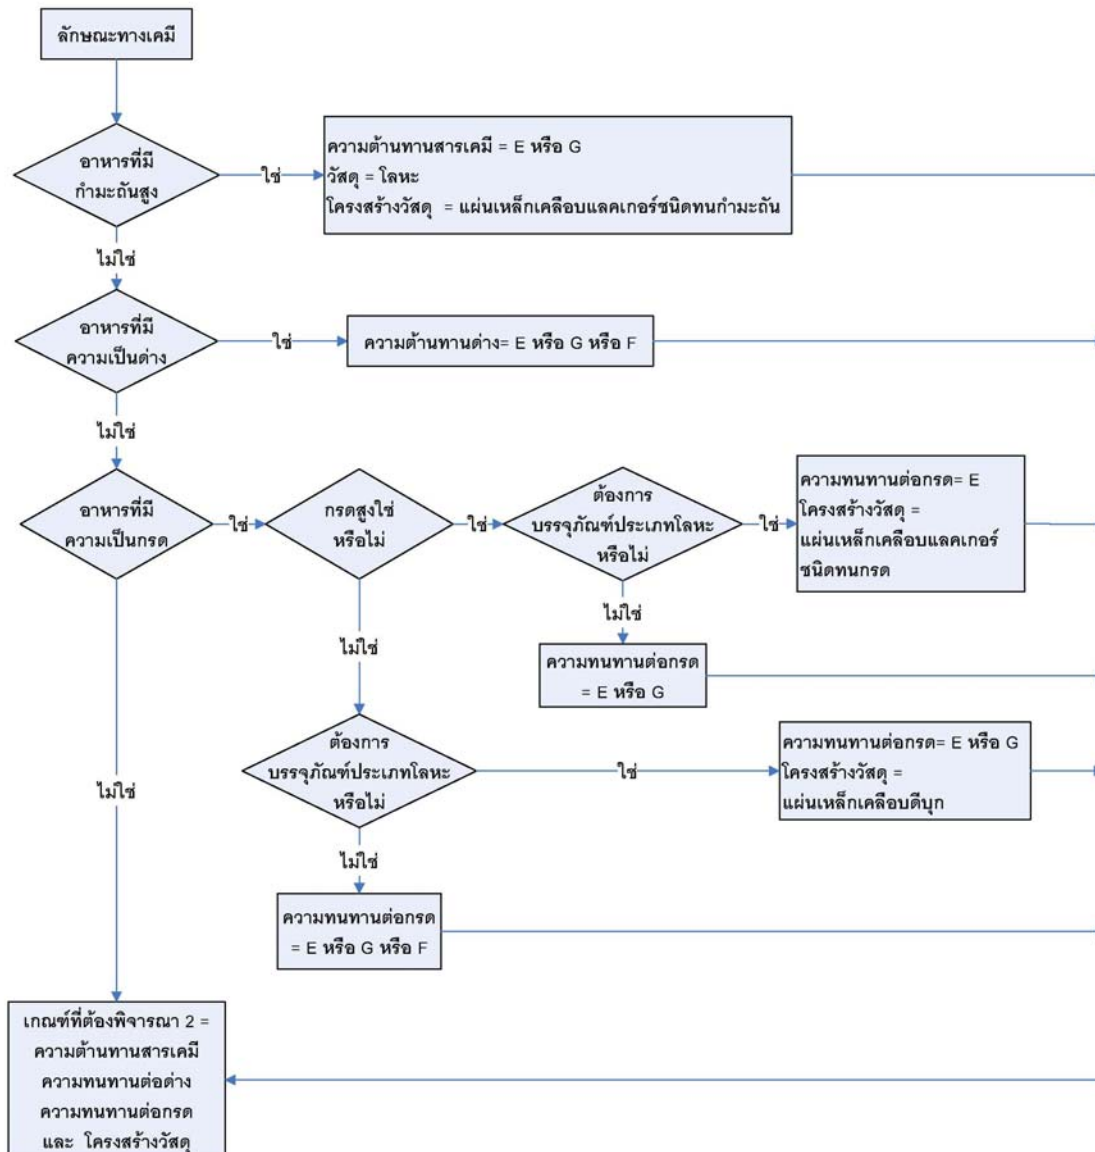 ลักษณะทางเคมี
อาหารที่มี
กำมะถันสูง
ใช่
ความต้านทานสารเคมี = E หรือ G
วัสดุ = โลหะ
โครงสร้างวัสดุ = แผ่นเหล็กเคลือบแลคเกอร์ชนิดทนกำมะถัน
ไม่ใช่
อาหารที่มี
ความเป็นด่าง
ใช่
ความต้านทานด่าง= E หรือ G หรือ F
ไม่ใช่
อาหารที่มี
ความเป็นกรด
ใช่
กรดสูงใช่
หรือไม่
ใช่
ต้องการ
บรรจุภัณฑ์ประเภทโลหะ
หรือไม่
ใช่
ความทนทานต่อกรด= E
โครงสร้างวัสดุ =
แผ่นเหล็กเคลือบแลคเกอร์
ชนิดทนกรด
ไม่ใช่
ความทนทานต่อกรด
= E หรือ G
ไม่ใช่
ต้องการ
บรรจุภัณฑ์ประเภทโลหะ
หรือไม่
ใช่
ความทนทานต่อกรด= E หรือ G
โครงสร้างวัสดุ =
แผ่นเหล็กเคลือบดีบุก
ไม่ใช่
ความทนทานต่อกรด
= E หรือ G หรือ F
ไม่ใช่
เกณฑ์ที่ต้องพิจารณา 2 =
ความต้านทานสารเคมี
ความทนทานต่อด่าง
ความทนทานต่อกรด
และ โครงสร้างวัสดุ